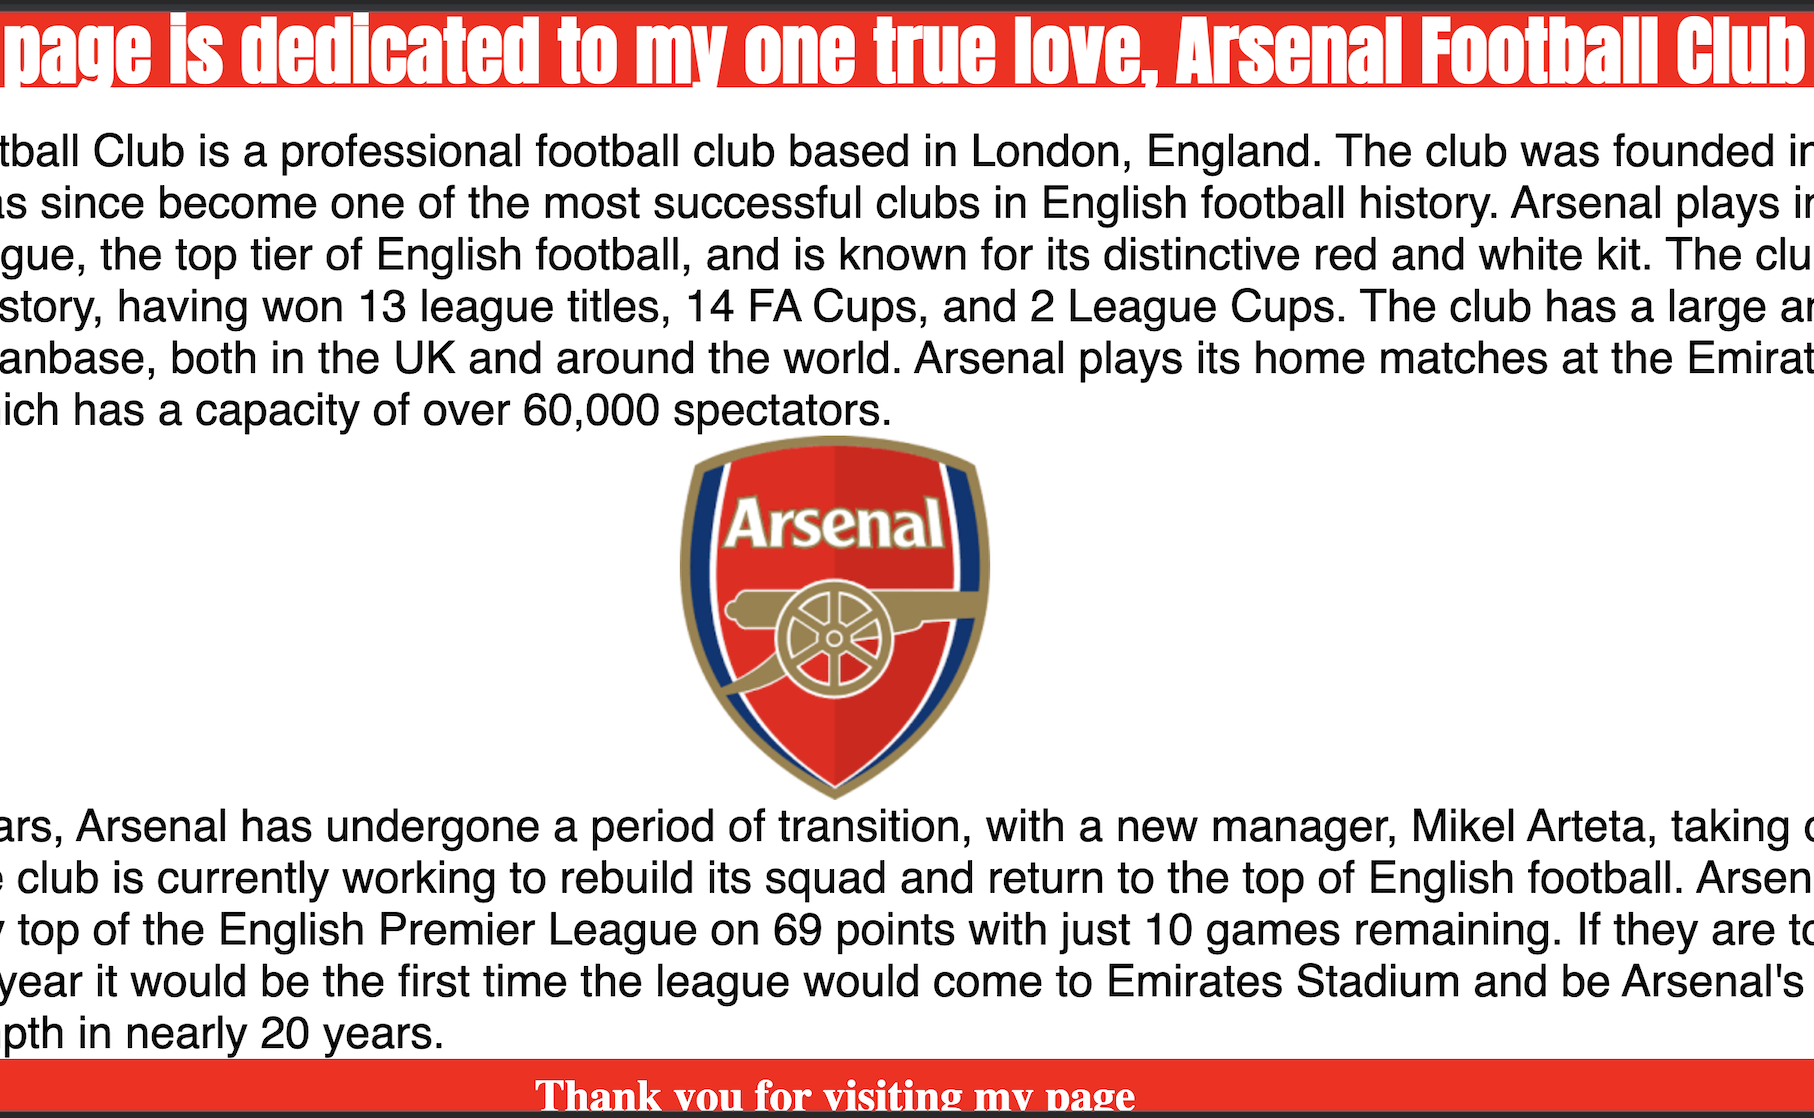 page is dedicated to my one true love, Arsenal Football Club
tball Club is a professional football club based in London, England. The club was founded in
as since become one of the most successful clubs in English football history. Arsenal plays in
gue, the top tier of English football, and is known for its distinctive red and white kit. The clu
story, having won 13 league titles, 14 FA Cups, and 2 League Cups. The club has a large an
anbase, both in the UK and around the world. Arsenal plays its home matches at the Emirat
ich has a capacity of over 60,000 spectators.
Arsenal
ars, Arsenal has undergone a period of transition, with a new manager, Mikel Arteta, taking o
e club is currently working to rebuild its squad and return to the top of English football. Arsen
y top of the English Premier League on 69 points with just 10 games remaining. If they are to
year it would be the first time the league would come to Emirates Stadium and be Arsenal's
pth in nearly 20 years.
Thank you for visiting my page